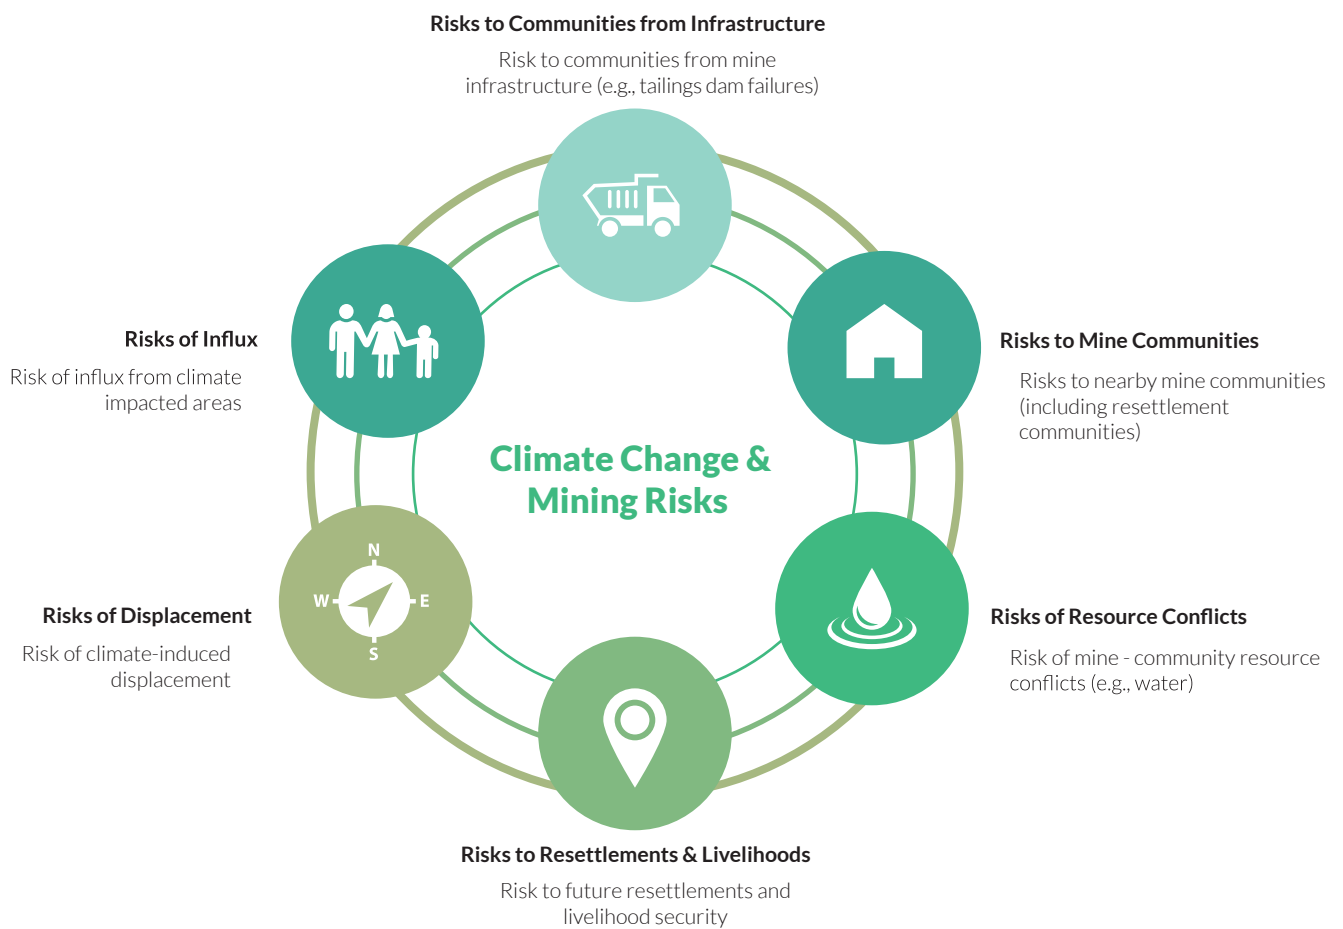 Risks to Communities from Infrastructure
Risk to communities from mine
infrastructure (e.g., tailings dam failures)
Risks to Mine Communities
Risks to nearby mine communities
(including resettlement
communities)
Risks of Resource Conflicts
Risk of mine - community resource
conflicts (e.g., water)
Risks to Resettlements & Livelihoods
Risk to future resettlements and
livelihood security
Risks of Displacement
Risk of climate-induced
displacement
N
W
E
S
Risks of Influx
Risk of influx from climate
impacted areas
Climate Change &
Mining Risks